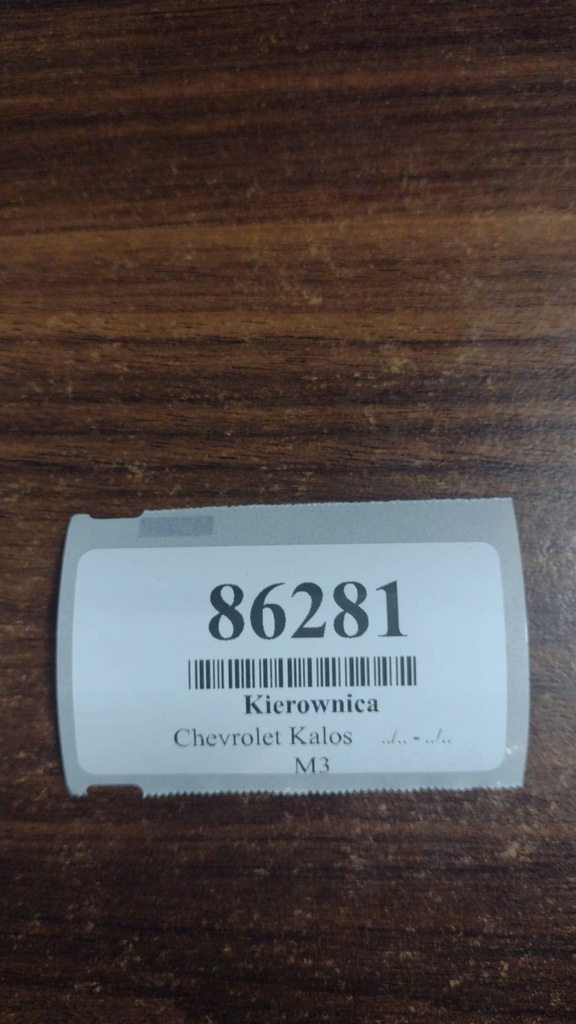 86281
Kierownica
Chevrolet Kalos ../.. - ../..
M3